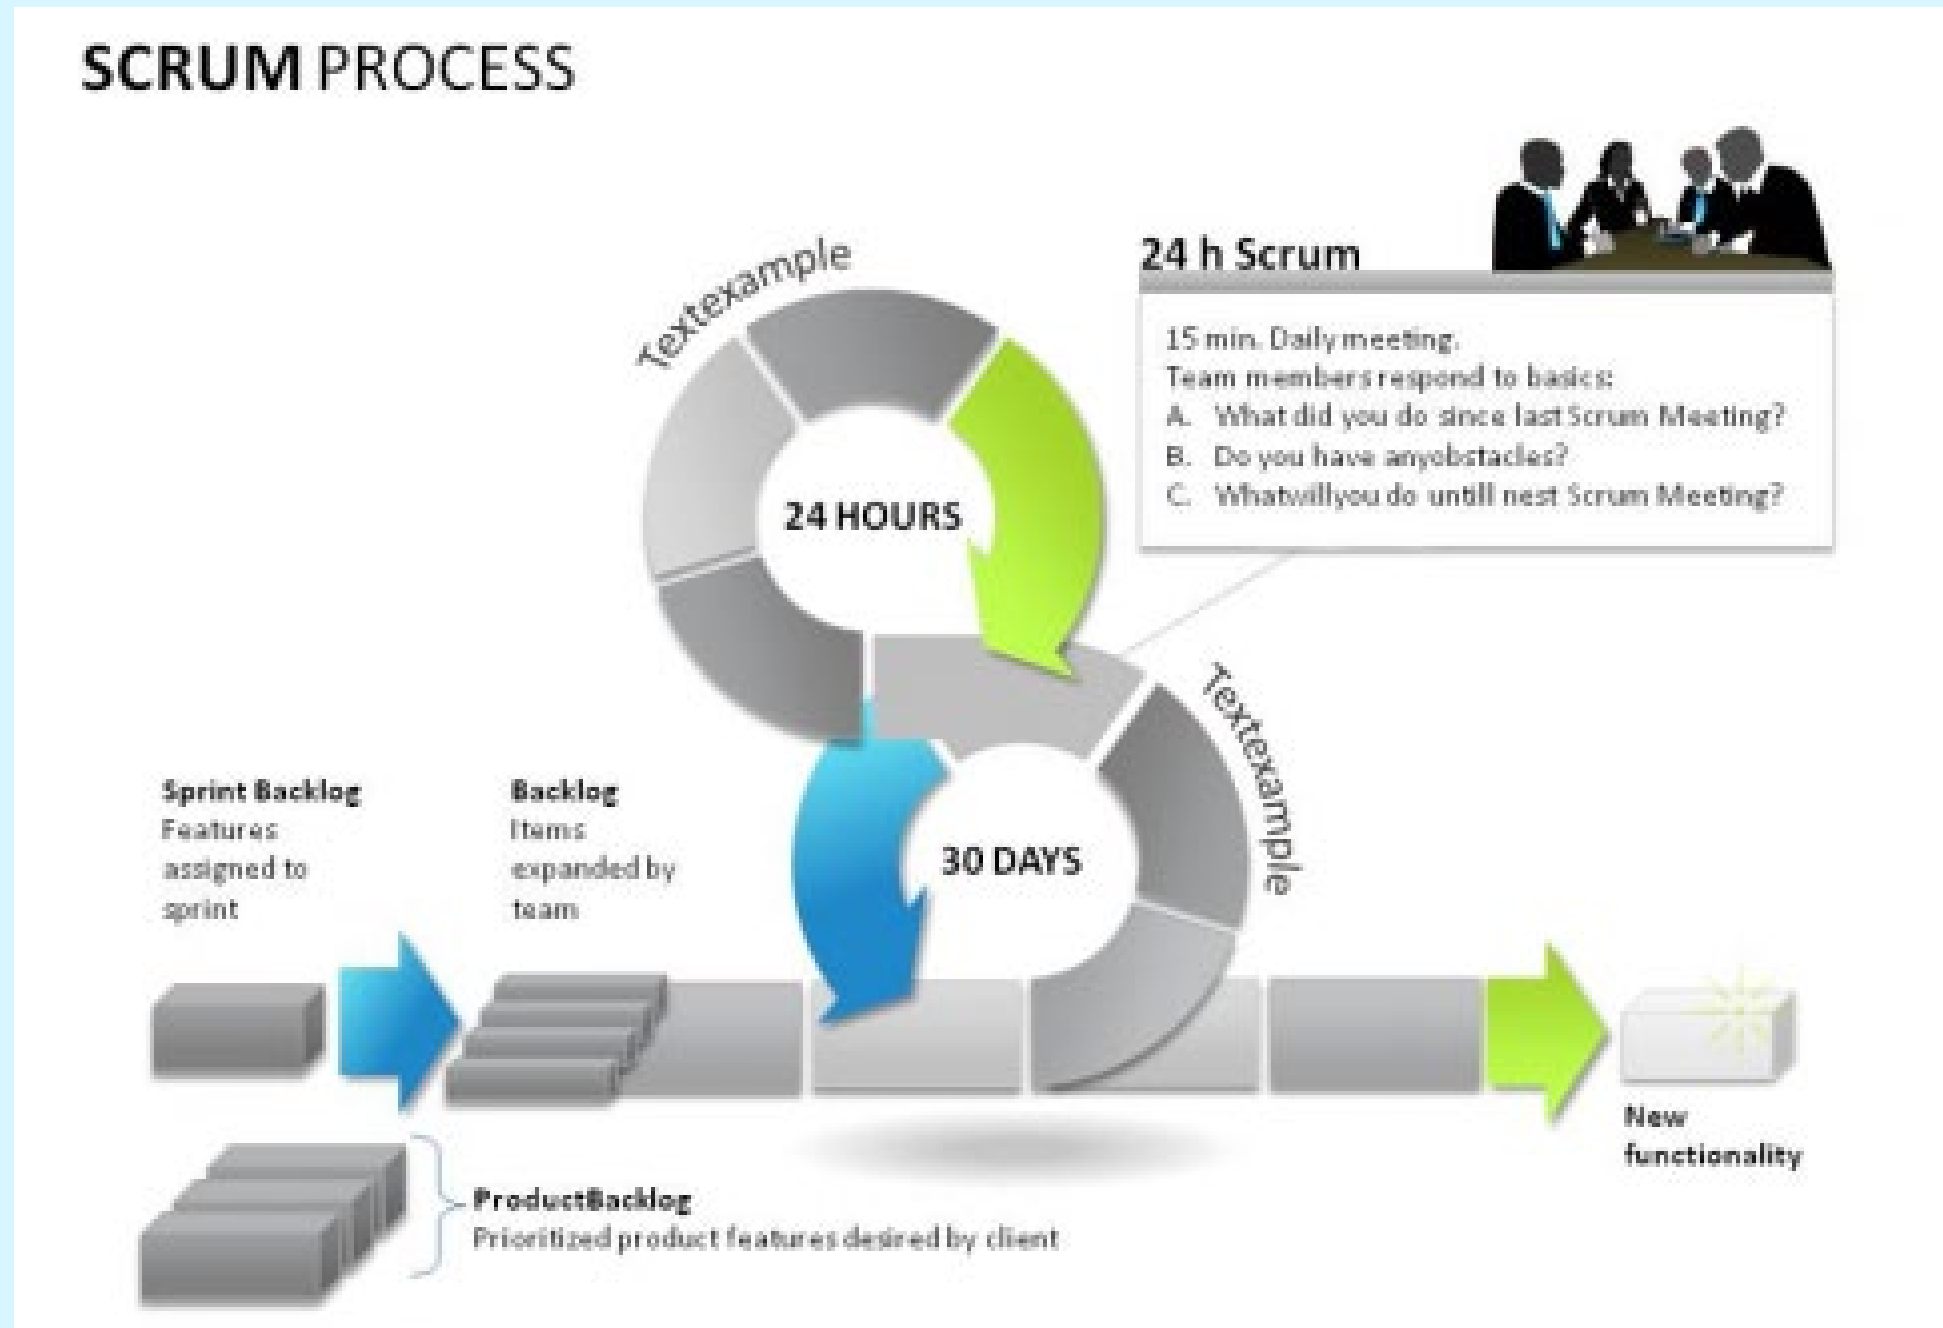 SCRUM PROCESS
24 h Scrum
15 min. Daily meeting.
Team members respond to basics:
A. What did you do since last Scrum Meeting?
B. Do you have anyobstacles?
C. Whatwillyou do untill nest Scrum Meeting?
Textexample
24 HOURS
Textexample
30 DAYS
Sprint Backlog
Features
assigned to
sprint
Backlog
Items
expanded by
team
New
functionality
ProductBacklog
Prioritized product features desired by client